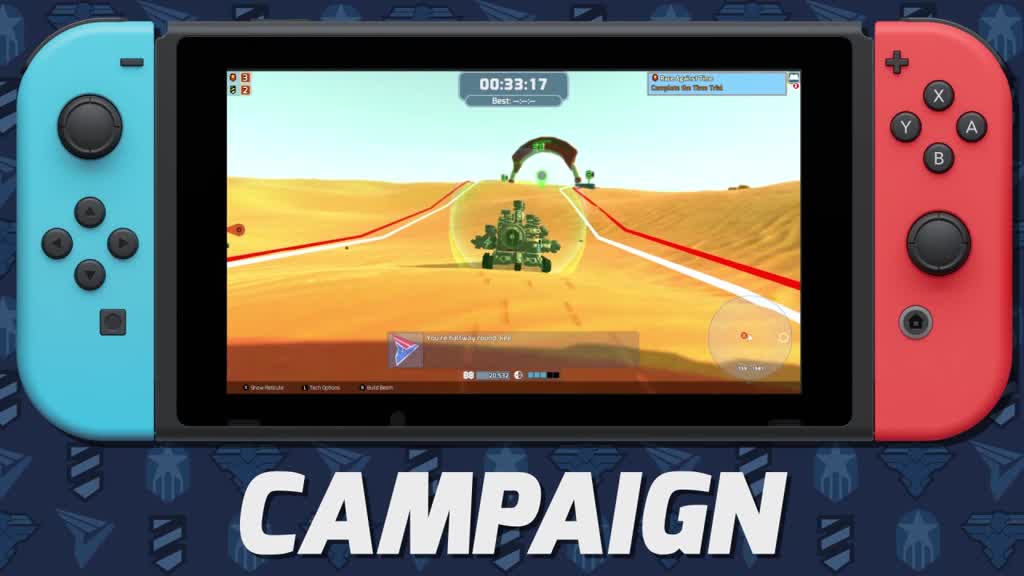 3
2
00:33:17
Best: --:--:--
Race Against Time
Complete the Time Trial
X
Y
A
B
You're halfway round, kee
20,532
X Show Reticule
L Tech Options
R Build Beam
CAMPAIGN